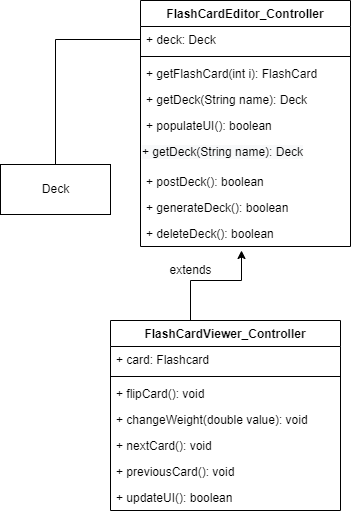 FlashCardEditor_Controller
+ deck: Deck
+ getFlashCard(int i): FlashCard
+ getDeck(String name): Deck
+ populateUI(): boolean
+ getDeck(String name): Deck
+ postDeck(): boolean
+ generateDeck(): boolean
+ deleteDeck(): boolean
Deck
extends
FlashCardViewer_Controller
+ card: Flashcard
+ flipCard(): void
+ changeWeight(double value): void
+ nextCard(): void
+ previousCard(): void
+ updateUI(): boolean